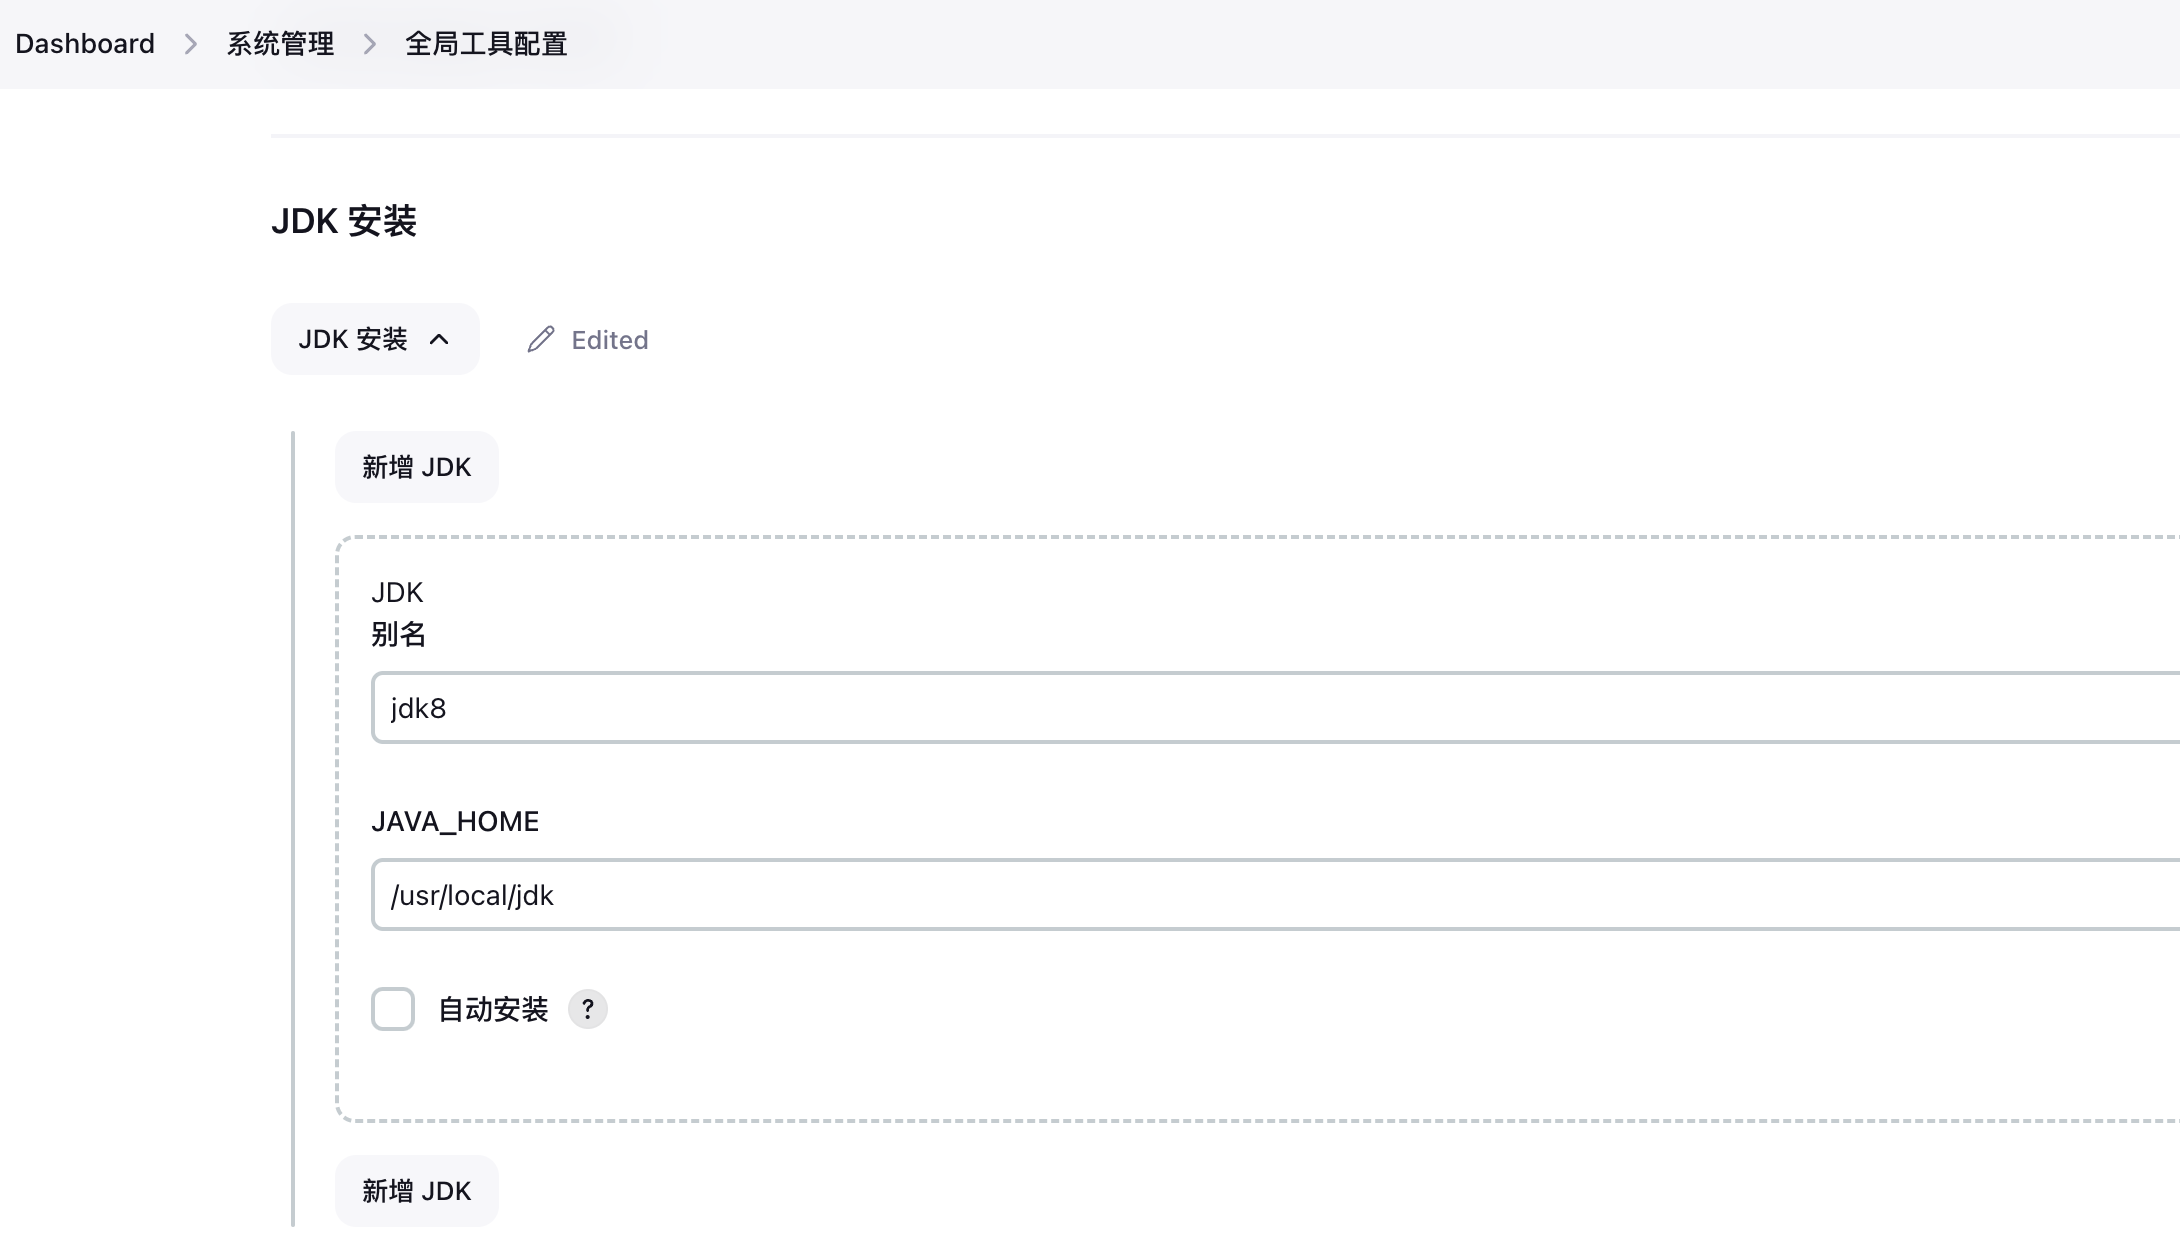 Dashboard > 系统管理 > 全局工具配置
JDK 安装
JDK 安装 Edited
新增 JDK
JDK
别名
jdk8
JAVA_HOME
/usr/local/jdk
自动安装 ?
新增 JDK